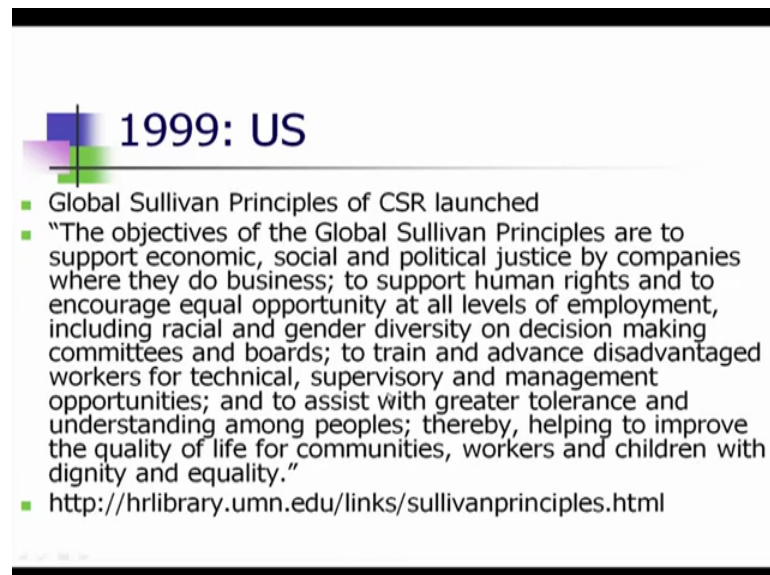 1999: US
Global Sullivan Principles of CSR launched
“The objectives of the Global Sullivan Principles are to
support economic, social and political justice by companies
where they do business; to support human rights and to
encourage equal opportunity at all levels of employment,
including racial and gender diversity on decision making
committees and boards; to train and advance disadvantaged
workers for technical, supervisory and management
opportunities; and to assist with greater tolerance and
understanding among peoples; thereby, helping to improve
the quality of life for communities, workers and children with
dignity and equality.”
http://hrlibrary.umn.edu/links/sullivanprinciples.html